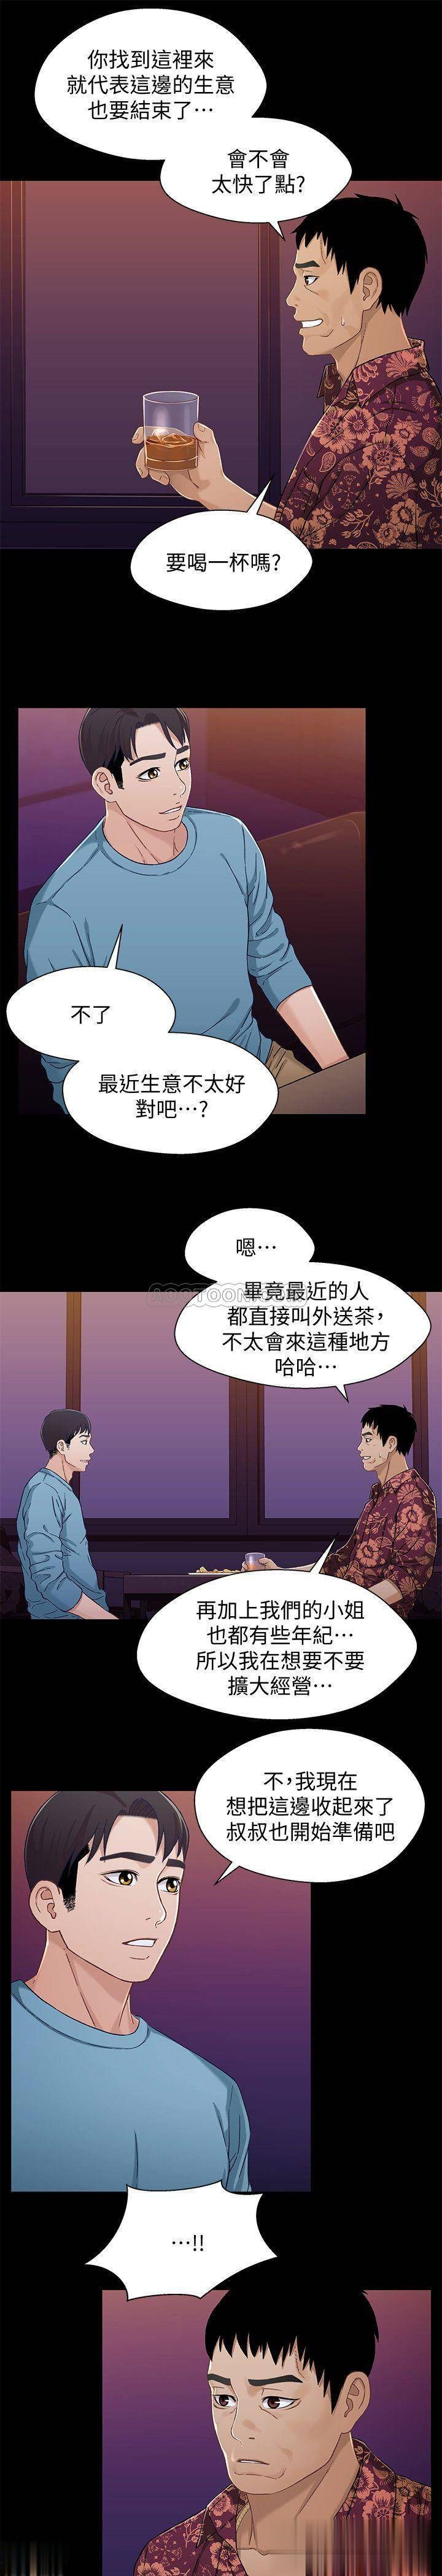 你找到這裡來
就代表這邊的生意
也要結束了…
會不會
太快了點?
要喝一杯嗎?
不了
最近生意不太好
對吧…?
嗯…
畢竟最近的人
都直接叫外送茶，
不太會來這種地方
哈哈…
再加上我們的小姐
也都有些年紀…
所以我在想要不要
擴大經營…
不，我現在
想把這邊收起來了
叔叔也開始準備吧
…!!